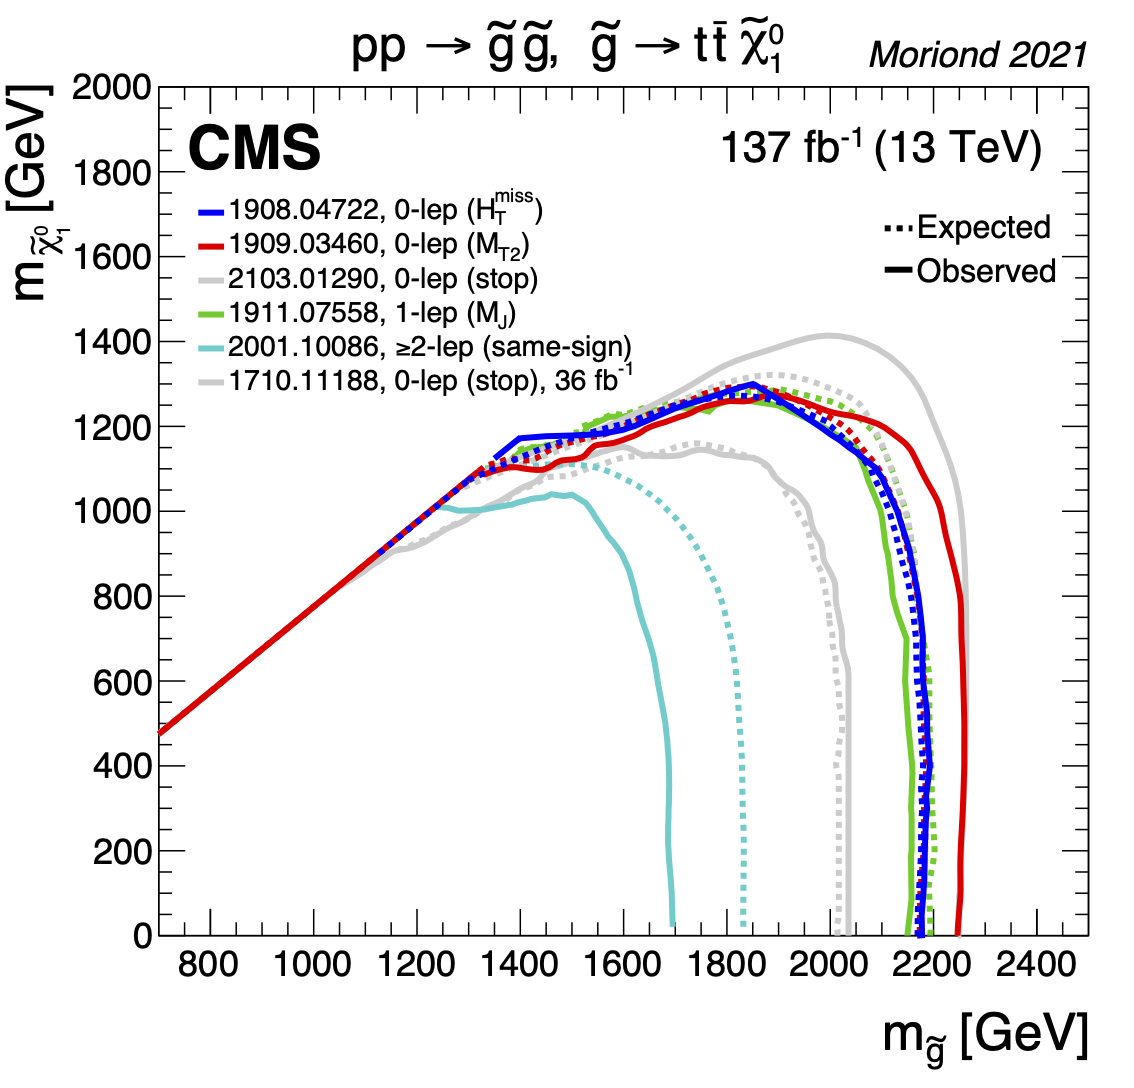 pp → g̃ g̃, g̃ → t t̄ χ̃⁰₁
Moriond 2021
CMS
137 fb⁻¹ (13 TeV)
1908.04722, 0-lep (H_T^miss)
1909.03460, 0-lep (M_T2)
2103.01290, 0-lep (stop)
1911.07558, 1-lep (M_J)
2001.10086, ≥2-lep (same-sign)
1710.11188, 0-lep (stop), 36 fb⁻¹
Expected
Observed
m_χ̃⁰₁ [GeV]
2000
1800
1600
1400
1200
1000
800
600
400
200
0
800 1000 1200 1400 1600 1800 2000 2200 2400
m_g̃ [GeV]